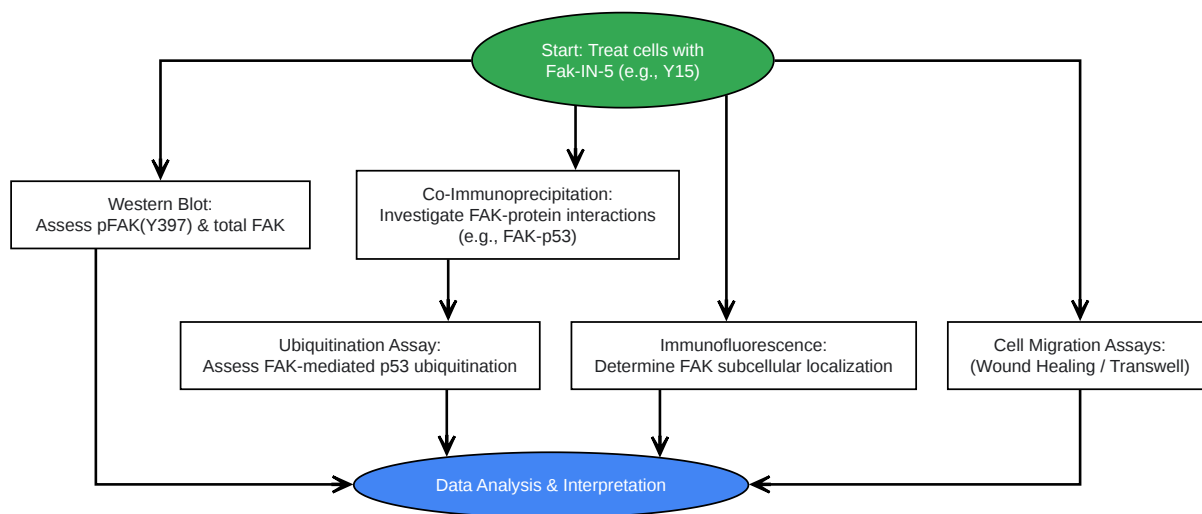 Start: Treat cells with
Fak-IN-5 (e.g., Y15)
Western Blot:
Assess pFAK(Y397) & total FAK
Co-Immunoprecipitation:
Investigate FAK-protein interactions
(e.g., FAK-p53)
Ubiquitination Assay:
Assess FAK-mediated p53 ubiquitination
Immunofluorescence:
Determine FAK subcellular localization
Cell Migration Assays:
(Wound Healing / Transwell)
Data Analysis & Interpretation